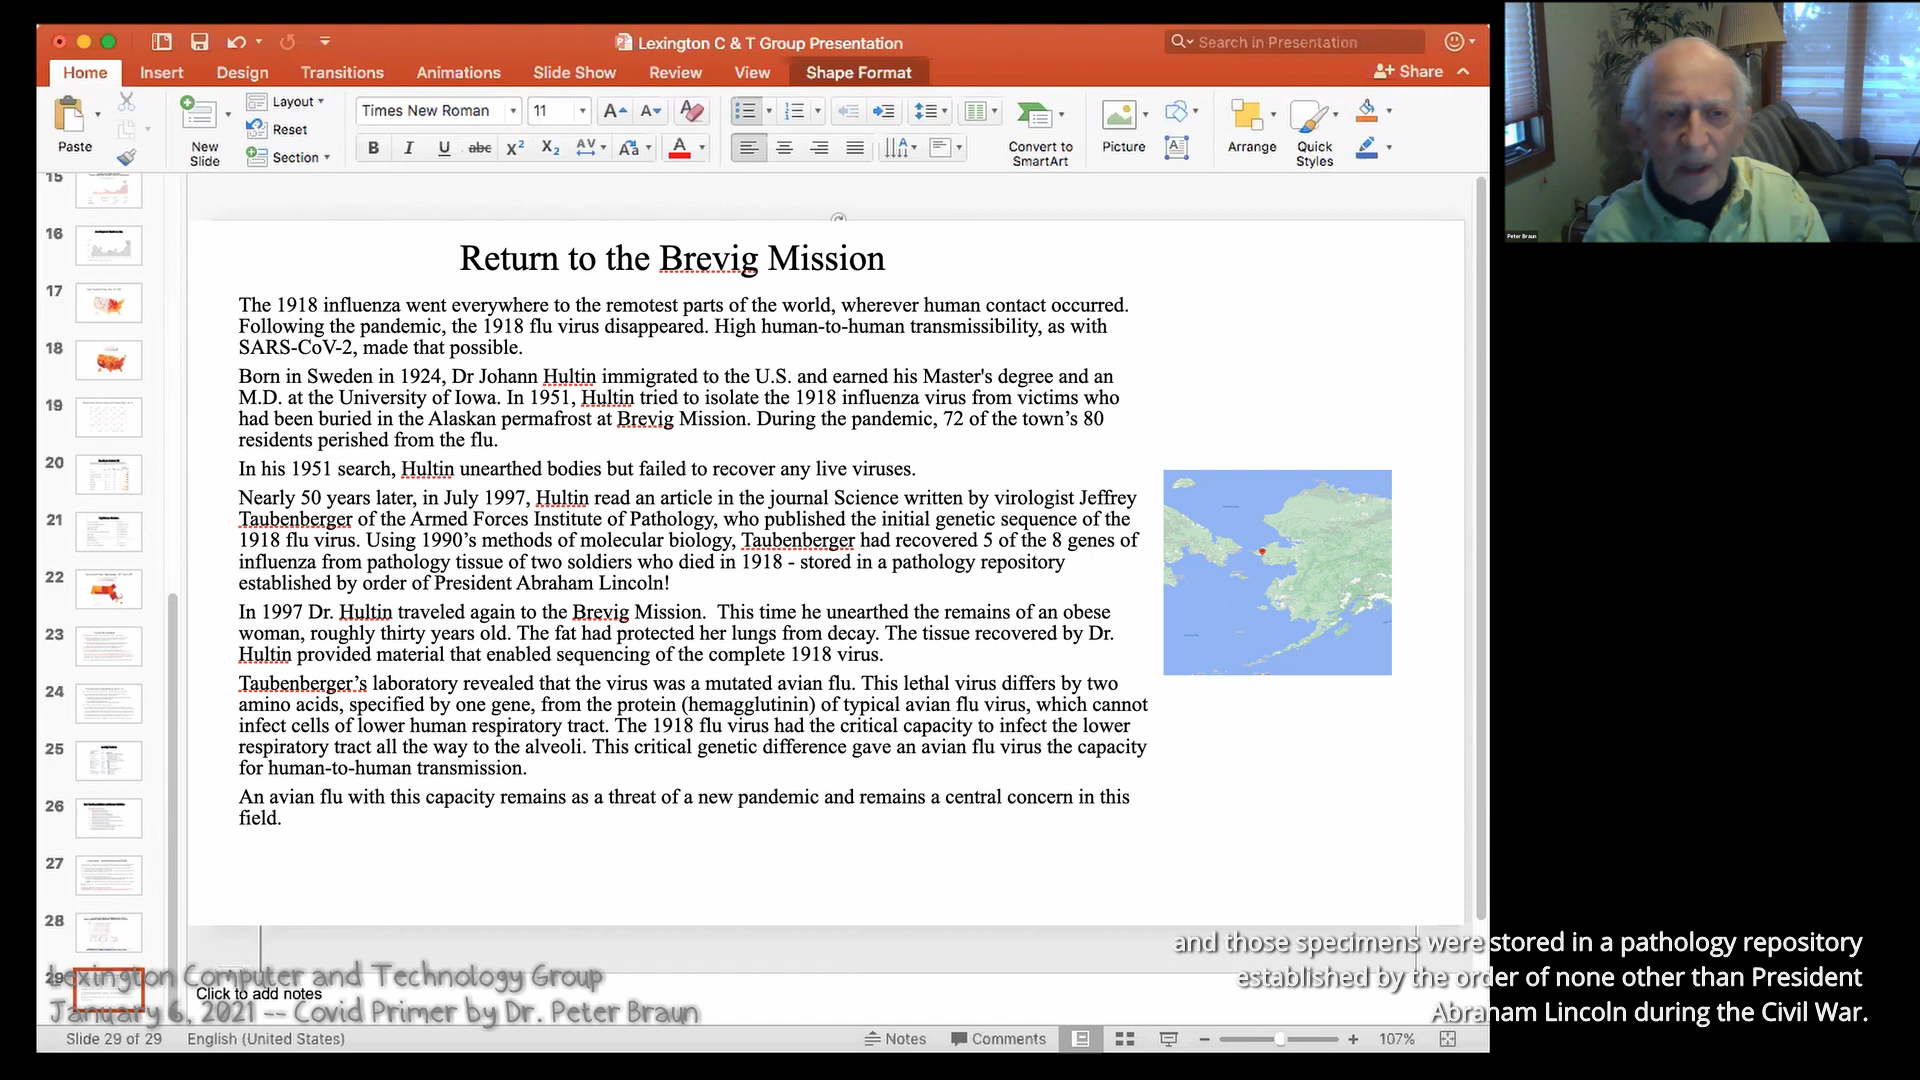 Lexington C & T Group Presentation
Search in Presentation
Home
Insert
Design
Transitions
Animations
Slide Show
Review
View
Shape Format
Share
Paste
New
Slide
Layout
Reset
Section
Times New Roman
11
Convert to
SmartArt
Picture
Arrange
Quick
Styles
Peter Braun
15
16
17
18
19
20
21
22
23
24
25
26
27
28
29
Return to the Brevig Mission
The 1918 influenza went everywhere to the remotest parts of the world, wherever human contact occurred.
Following the pandemic, the 1918 flu virus disappeared. High human-to-human transmissibility, as with
SARS-CoV-2, made that possible.
Born in Sweden in 1924, Dr Johann Hultin immigrated to the U.S. and earned his Master's degree and an
M.D. at the University of Iowa. In 1951, Hultin tried to isolate the 1918 influenza virus from victims who
had been buried in the Alaskan permafrost at Brevig Mission. During the pandemic, 72 of the town’s 80
residents perished from the flu.
In his 1951 search, Hultin unearthed bodies but failed to recover any live viruses.
Nearly 50 years later, in July 1997, Hultin read an article in the journal Science written by virologist Jeffrey
Taubenberger of the Armed Forces Institute of Pathology, who published the initial genetic sequence of the
1918 flu virus. Using 1990’s methods of molecular biology, Taubenberger had recovered 5 of the 8 genes of
influenza from pathology tissue of two soldiers who died in 1918 - stored in a pathology repository
established by order of President Abraham Lincoln!
In 1997 Dr. Hultin traveled again to the Brevig Mission.  This time he unearthed the remains of an obese
woman, roughly thirty years old. The fat had protected her lungs from decay. The tissue recovered by Dr.
Hultin provided material that enabled sequencing of the complete 1918 virus.
Taubenberger’s laboratory revealed that the virus was a mutated avian flu. This lethal virus differs by two
amino acids, specified by one gene, from the protein (hemagglutinin) of typical avian flu virus, which cannot
infect cells of lower human respiratory tract. The 1918 flu virus had the critical capacity to infect the lower
respiratory tract all the way to the alveoli. This critical genetic difference gave an avian flu virus the capacity
for human-to-human transmission.
An avian flu with this capacity remains as a threat of a new pandemic and remains a central concern in this
field.
and those specimens were stored in a pathology repository
established by the order of none other than President
Abraham Lincoln during the Civil War.
Lexington Computer and Technology Group
Click to add notes
January 6, 2021 -- Covid Primer by Dr. Peter Braun
Slide 29 of 29
English (United States)
Notes
Comments
107%